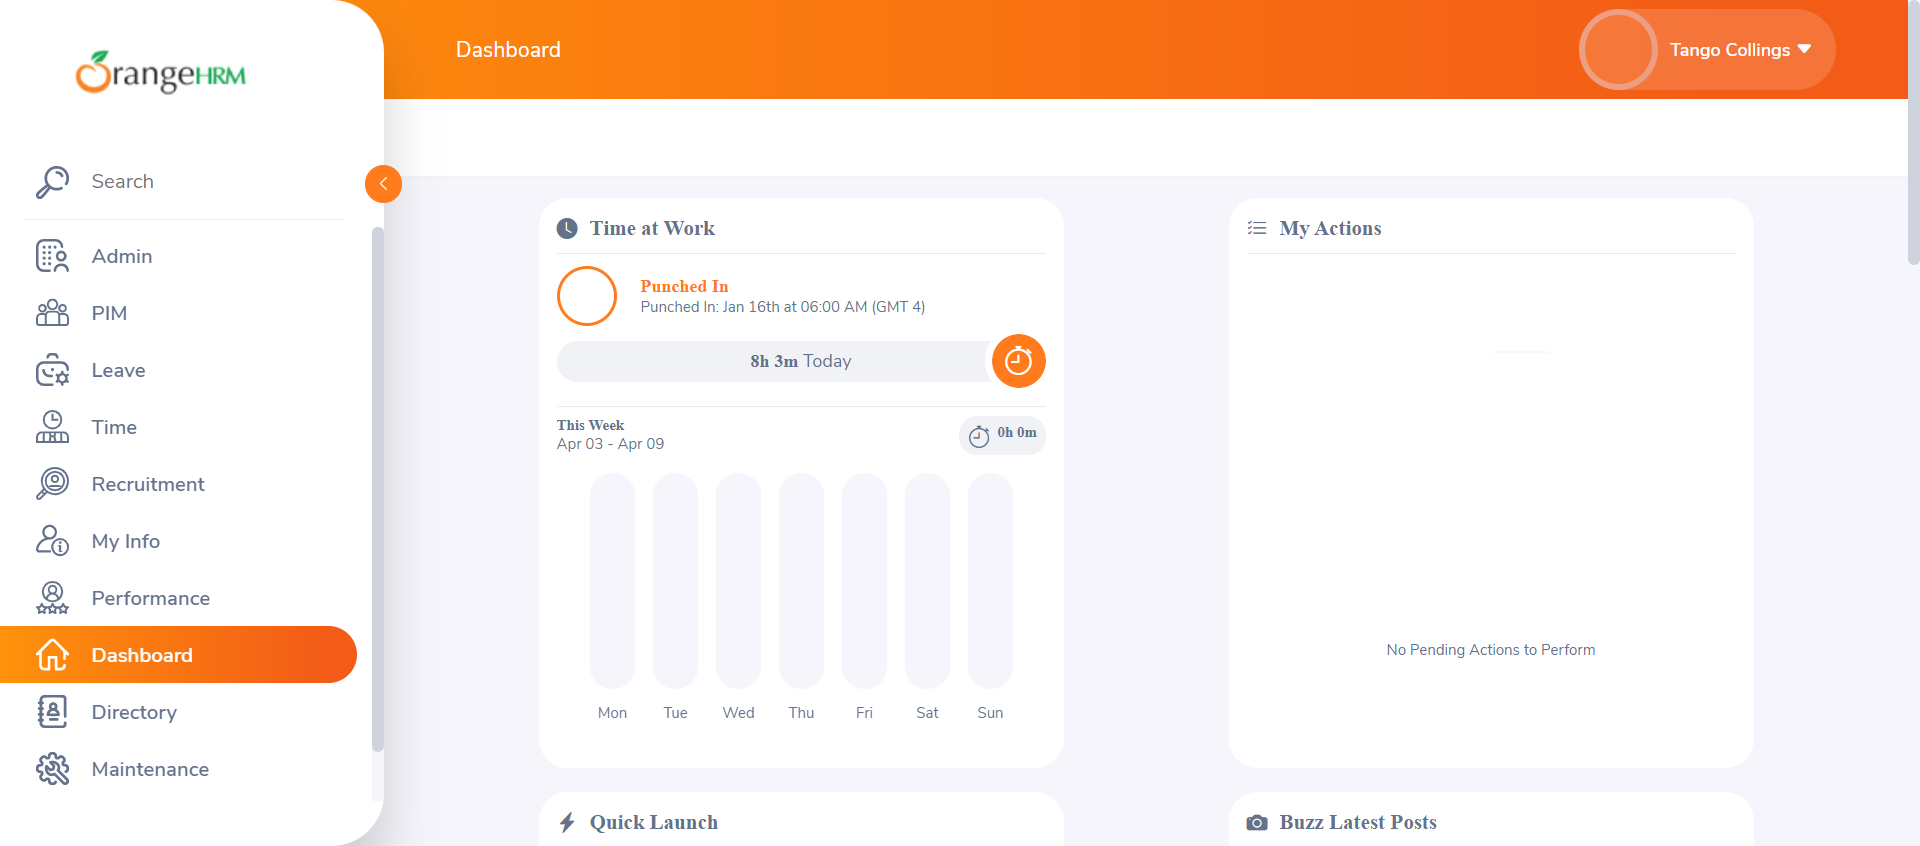 OrangeHRM
Dashboard
Tango Collings
Search
Admin
PIM
Leave
Time
Recruitment
My Info
Performance
Dashboard
Directory
Maintenance
Time at Work
Punched In
Punched In: Jan 16th at 06:00 AM (GMT 4)
8h 3m Today
This Week
Apr 03 - Apr 09
0h 0m
Mon Tue Wed Thu Fri Sat Sun
My Actions
No Pending Actions to Perform
Quick Launch
Buzz Latest Posts